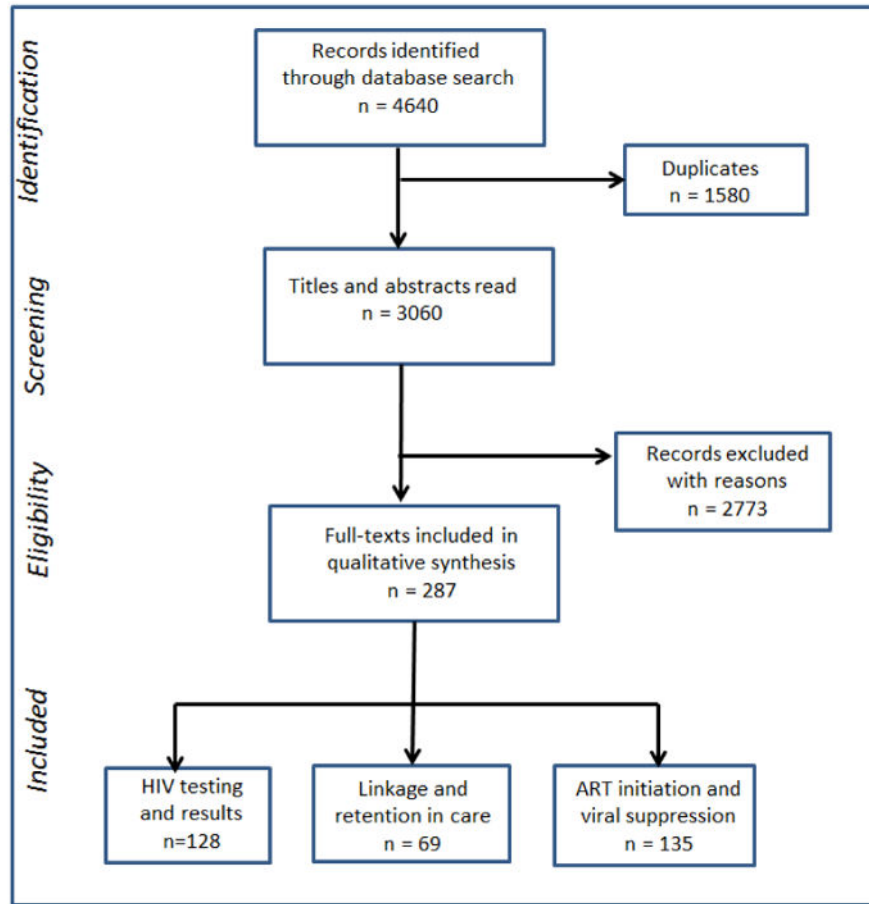 Identification
Records identified
through database search
n = 4640
Duplicates
n = 1580
Screening
Titles and abstracts read
n = 3060
Eligibility
Records excluded
with reasons
n = 2773
Full-texts included in
qualitative synthesis
n = 287
Included
HIV testing
and results
n=128
Linkage and
retention in care
n = 69
ART initiation and
viral suppression
n = 135